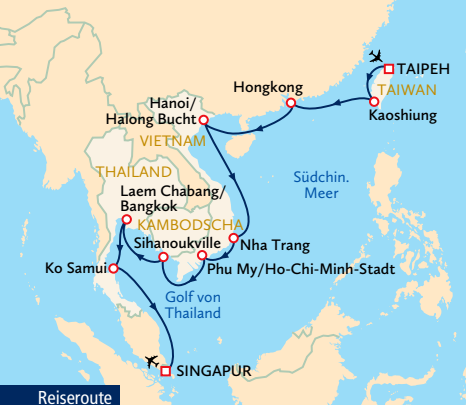 TAIPEH
TAIWAN
Hongkong
Kaoshiung
Hanoi/
Halong Bucht
VIETNAM
THAILAND
Südchin.
Meer
Laem Chabang/
Bangkok
KAMBODSCHA
Sihanoukville
Nha Trang
Ko Samui
Phu My/Ho-Chi-Minh-Stadt
Golf von
Thailand
SINGAPUR
Reiseroute